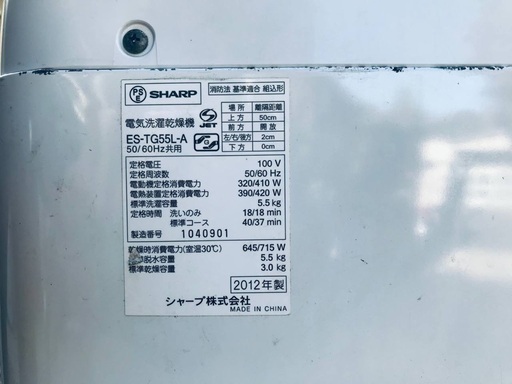 PS E SHARP
消防法 基準適合 組込形
電気洗濯乾燥機
ES-TG55L-A
50/60Hz共用
S JET
場所 離隔距離
上方 50cm
前方 開放
左/右/後方 2cm
下方 0cm
定格電圧 100 V
定格周波数 50/60 Hz
電動機定格消費電力 320/410 W
電熱装置定格消費電力 390/420 W
標準洗濯容量 5.5 kg
定格時間 洗いのみ 18/18 min
標準コース 40/37 min
製造番号 1040901
乾燥時消費電力(室温30℃) 645/715 W
脱水容量 5.5 kg
標準乾燥容量 3.0 kg
2012年製
シャープ株式会社
MADE IN CHINA